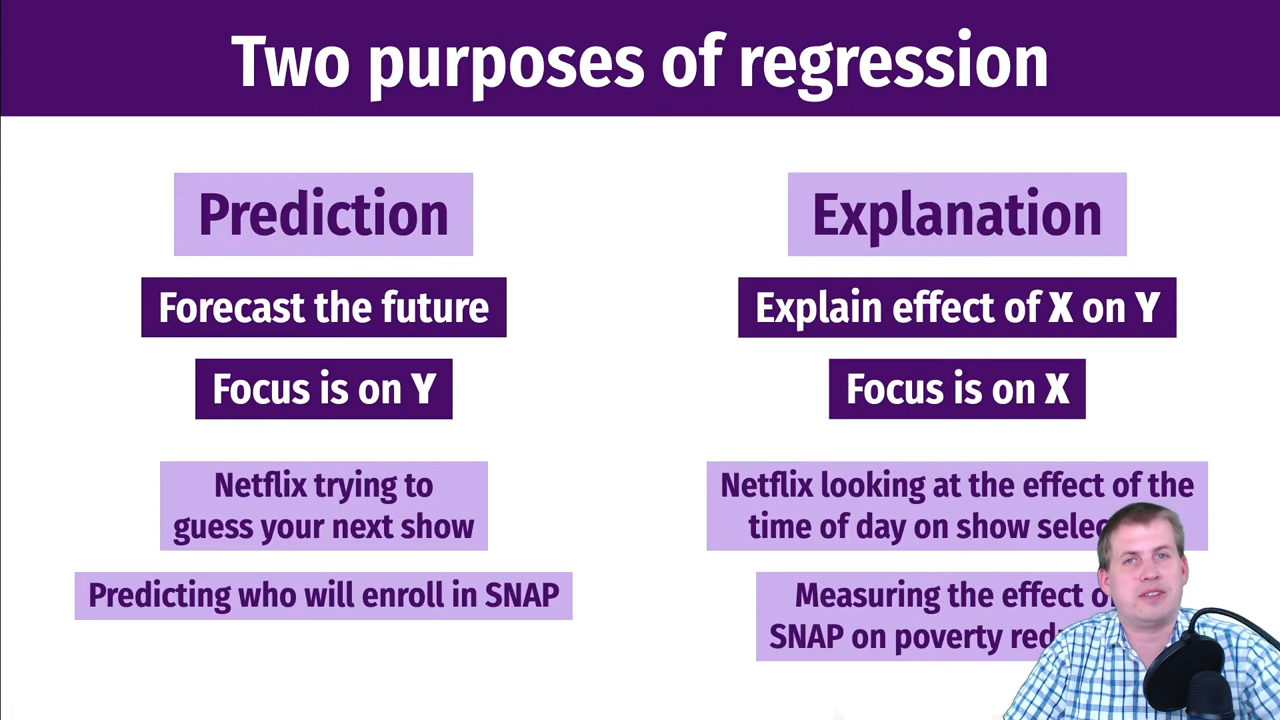 Two purposes of regression
Prediction
Forecast the future
Focus is on Y
Netflix trying to
guess your next show
Predicting who will enroll in SNAP
Explanation
Explain effect of X on Y
Focus is on X
Netflix looking at the effect of the
time of day on show
Measuring the effect
SNAP on poverty